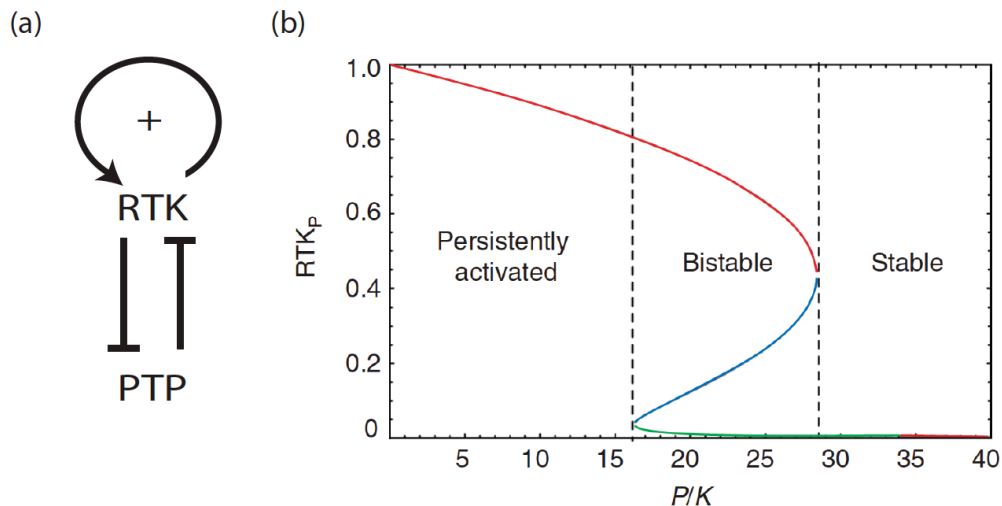 (a)
+
RTK
PTP
(b)
RTKP
1.0
0.8
0.6
0.4
0.2
0
Persistently
activated
Bistable
Stable
5 10 15 20 25 30 35 40
P/K